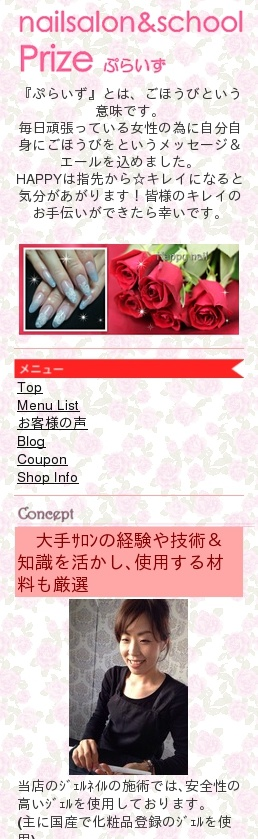 nailsalon&school
Prize ぷらいず
『ぷらいず』とは、ごほうびという
意味です。
毎日頑張っている女性の為に自分自
身にごほうびをというメッセージ＆
エールを込めました。
HAPPYは指先から☆キレイになると
気分があがります！皆様のキレイの
お手伝いができたら幸いです。
happy nail
メニュー
Top
Menu List
お客様の声
Blog
Coupon
Shop Info
Concept
大手ｻﾛﾝの経験や技術＆
知識を活かし､使用する材
料も厳選
当店のｼﾞｪﾙﾈｲﾙの施術では､安全性の
高いｼﾞｪﾙを使用しております。
(主に国産で化粧品登録のｼﾞｪﾙを使
用)